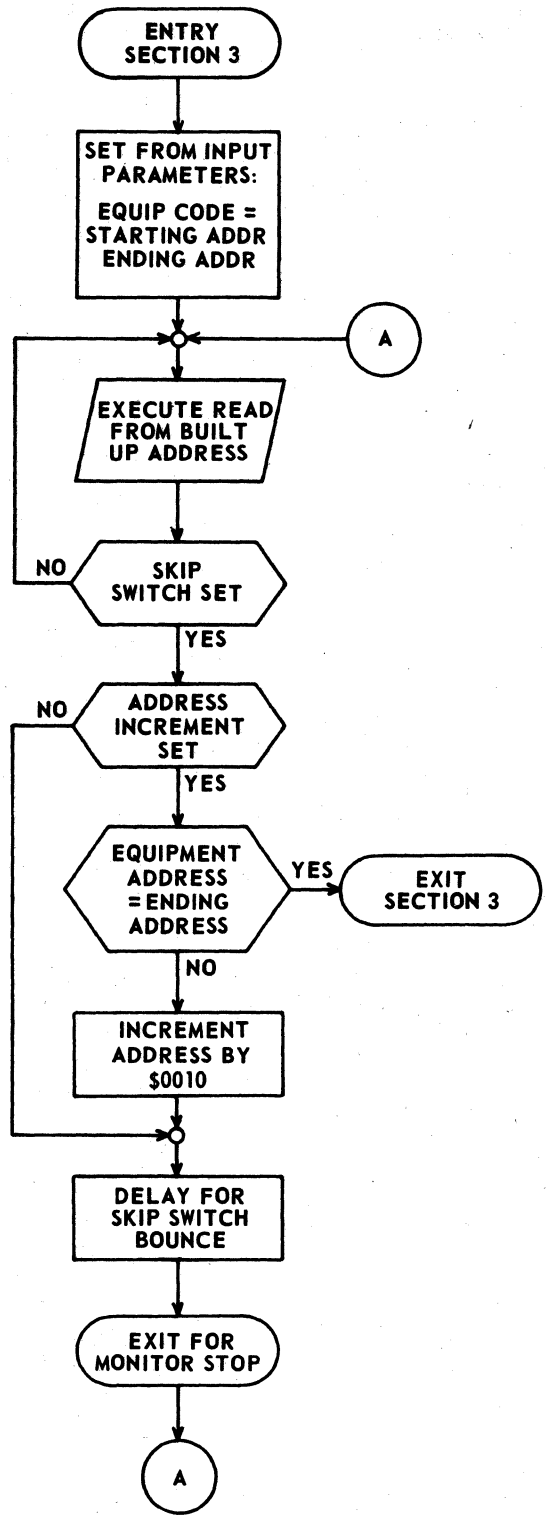 ENTRY
SECTION 3
SET FROM INPUT
PARAMETERS:
EQUIP CODE =
STARTING ADDR
ENDING ADDR
A
EXECUTE READ
FROM BUILT
UP ADDRESS
NO
SKIP
SWITCH SET
YES
NO
ADDRESS
INCREMENT
SET
YES
EQUIPMENT
ADDRESS
= ENDING
ADDRESS
YES
EXIT
SECTION 3
NO
INCREMENT
ADDRESS BY
$0010
DELAY FOR
SKIP SWITCH
BOUNCE
EXIT FOR
MONITOR STOP
A